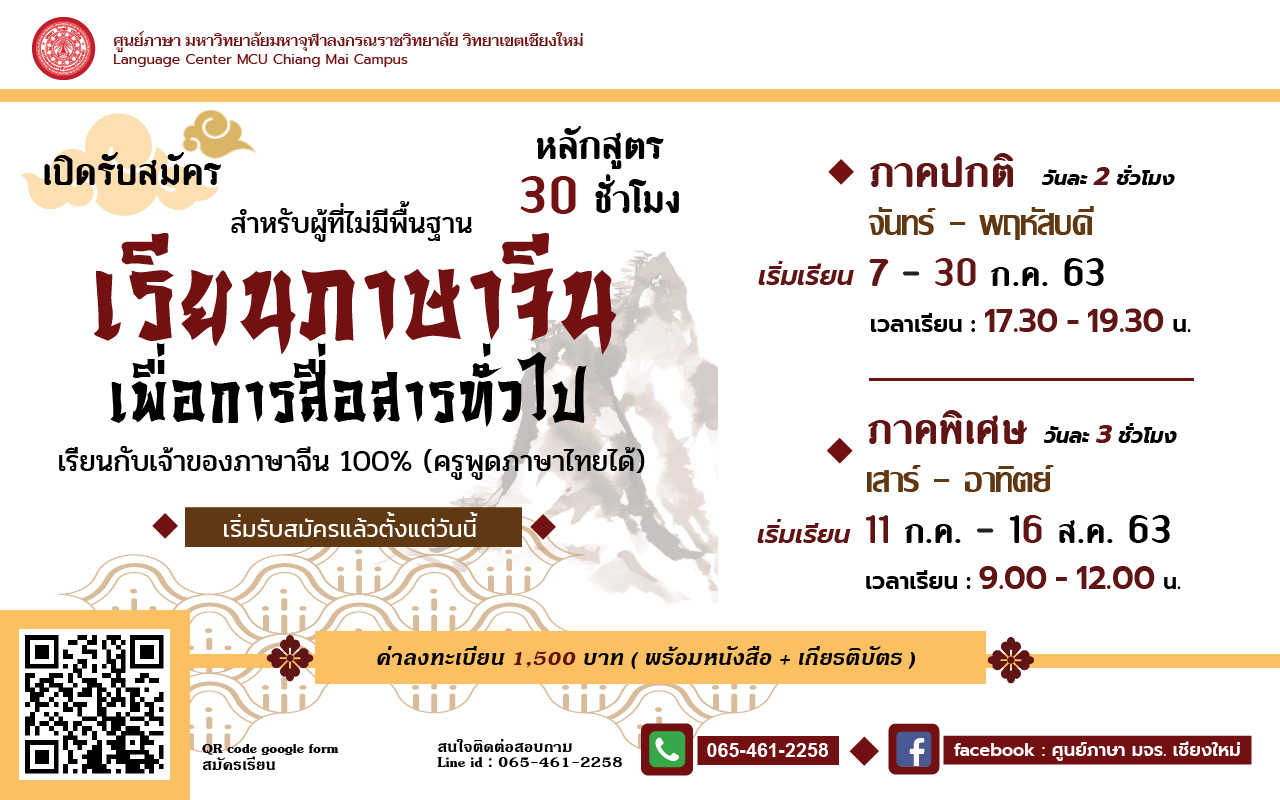 ศูนย์ภาษา มหาวิทยาลัยมหาจุฬาลงกรณราชวิทยาลัย วิทยาเขตเชียงใหม่
Language Center MCU Chiang Mai Campus
เปิดรับสมัคร
หลักสูตร
30 ชั่วโมง
สำหรับผู้ที่ไม่มีพื้นฐาน
เรียนภาษาจีน
เพื่อการสื่อสารทั่วไป
เรียนกับเจ้าของภาษาจีน 100% (ครูพูดภาษาไทยได้)
เริ่มรับสมัครแล้วตั้งแต่วันนี้
ภาคปกติ วันละ 2 ชั่วโมง
จันทร์ - พฤหัสบดี
เริ่มเรียน 7 - 30 ก.ค. 63
เวลาเรียน : 17.30 - 19.30 น.
ภาคพิเศษ วันละ 3 ชั่วโมง
เสาร์ - อาทิตย์
เริ่มเรียน 11 ก.ค. - 16 ส.ค. 63
เวลาเรียน : 9.00 - 12.00 น.
ค่าลงทะเบียน 1,500 บาท ( พร้อมหนังสือ + เกียรติบัตร )
QR code google form
สมัครเรียน
สนใจติดต่อสอบถาม
Line id : 065-461-2258
065-461-2258
facebook : ศูนย์ภาษา มจร. เชียงใหม่